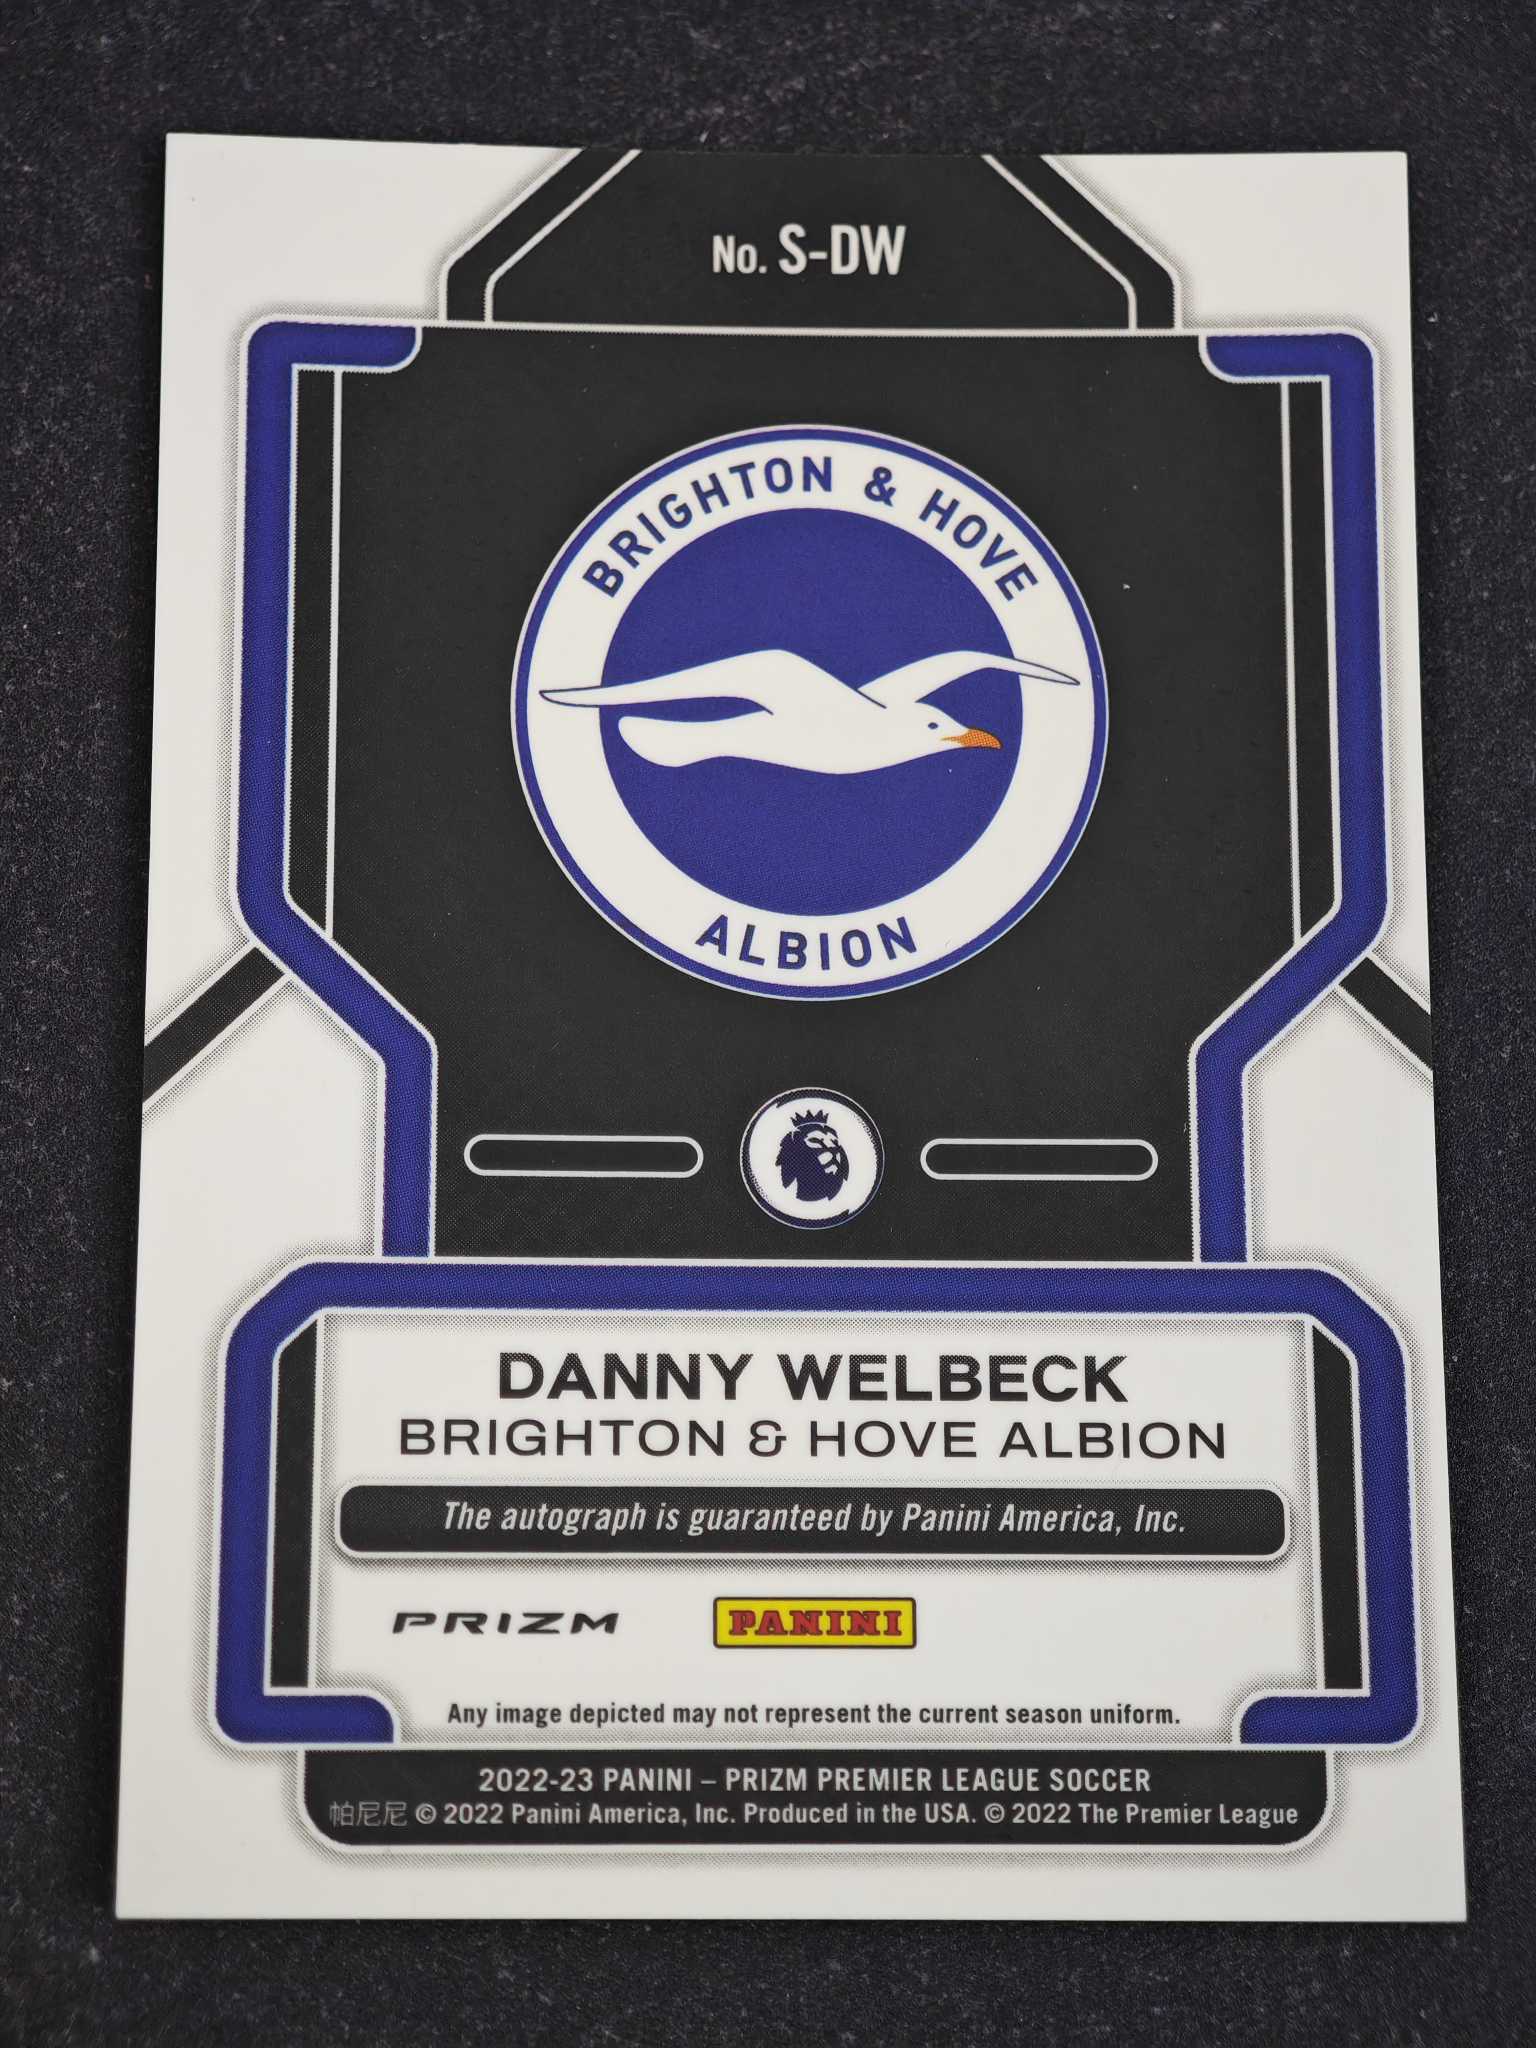 No. S-DW
BRIGHTON & HOVE
ALBION
DANNY WELBECK
BRIGHTON & HOVE ALBION
The autograph is guaranteed by Panini America, Inc.
PRIZM PANINI
Any image depicted may not represent the current season uniform.
2022-23 PANINI – PRIZM PREMIER LEAGUE SOCCER
帕尼尼 © 2022 Panini America, Inc. Produced in the USA. © 2022 The Premier League